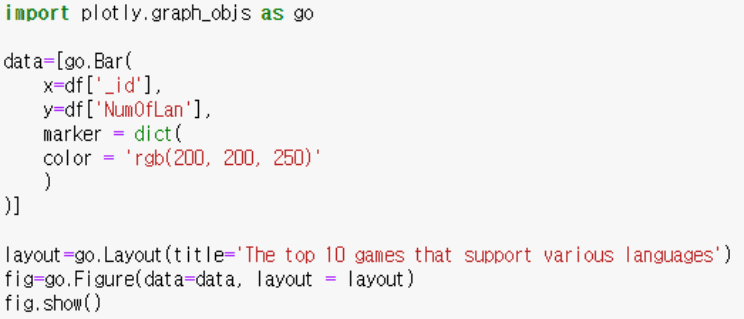 import plotly.graph_objs as go
data=[go.Bar(
x=df['_id'],
y=df['NumOfLan'],
marker = dict(
color = 'rgb(200, 200, 250)'
)
)]
layout=go.Layout(title='The top 10 games that support various languages')
fig=go.Figure(data=data, layout = layout)
fig.show()